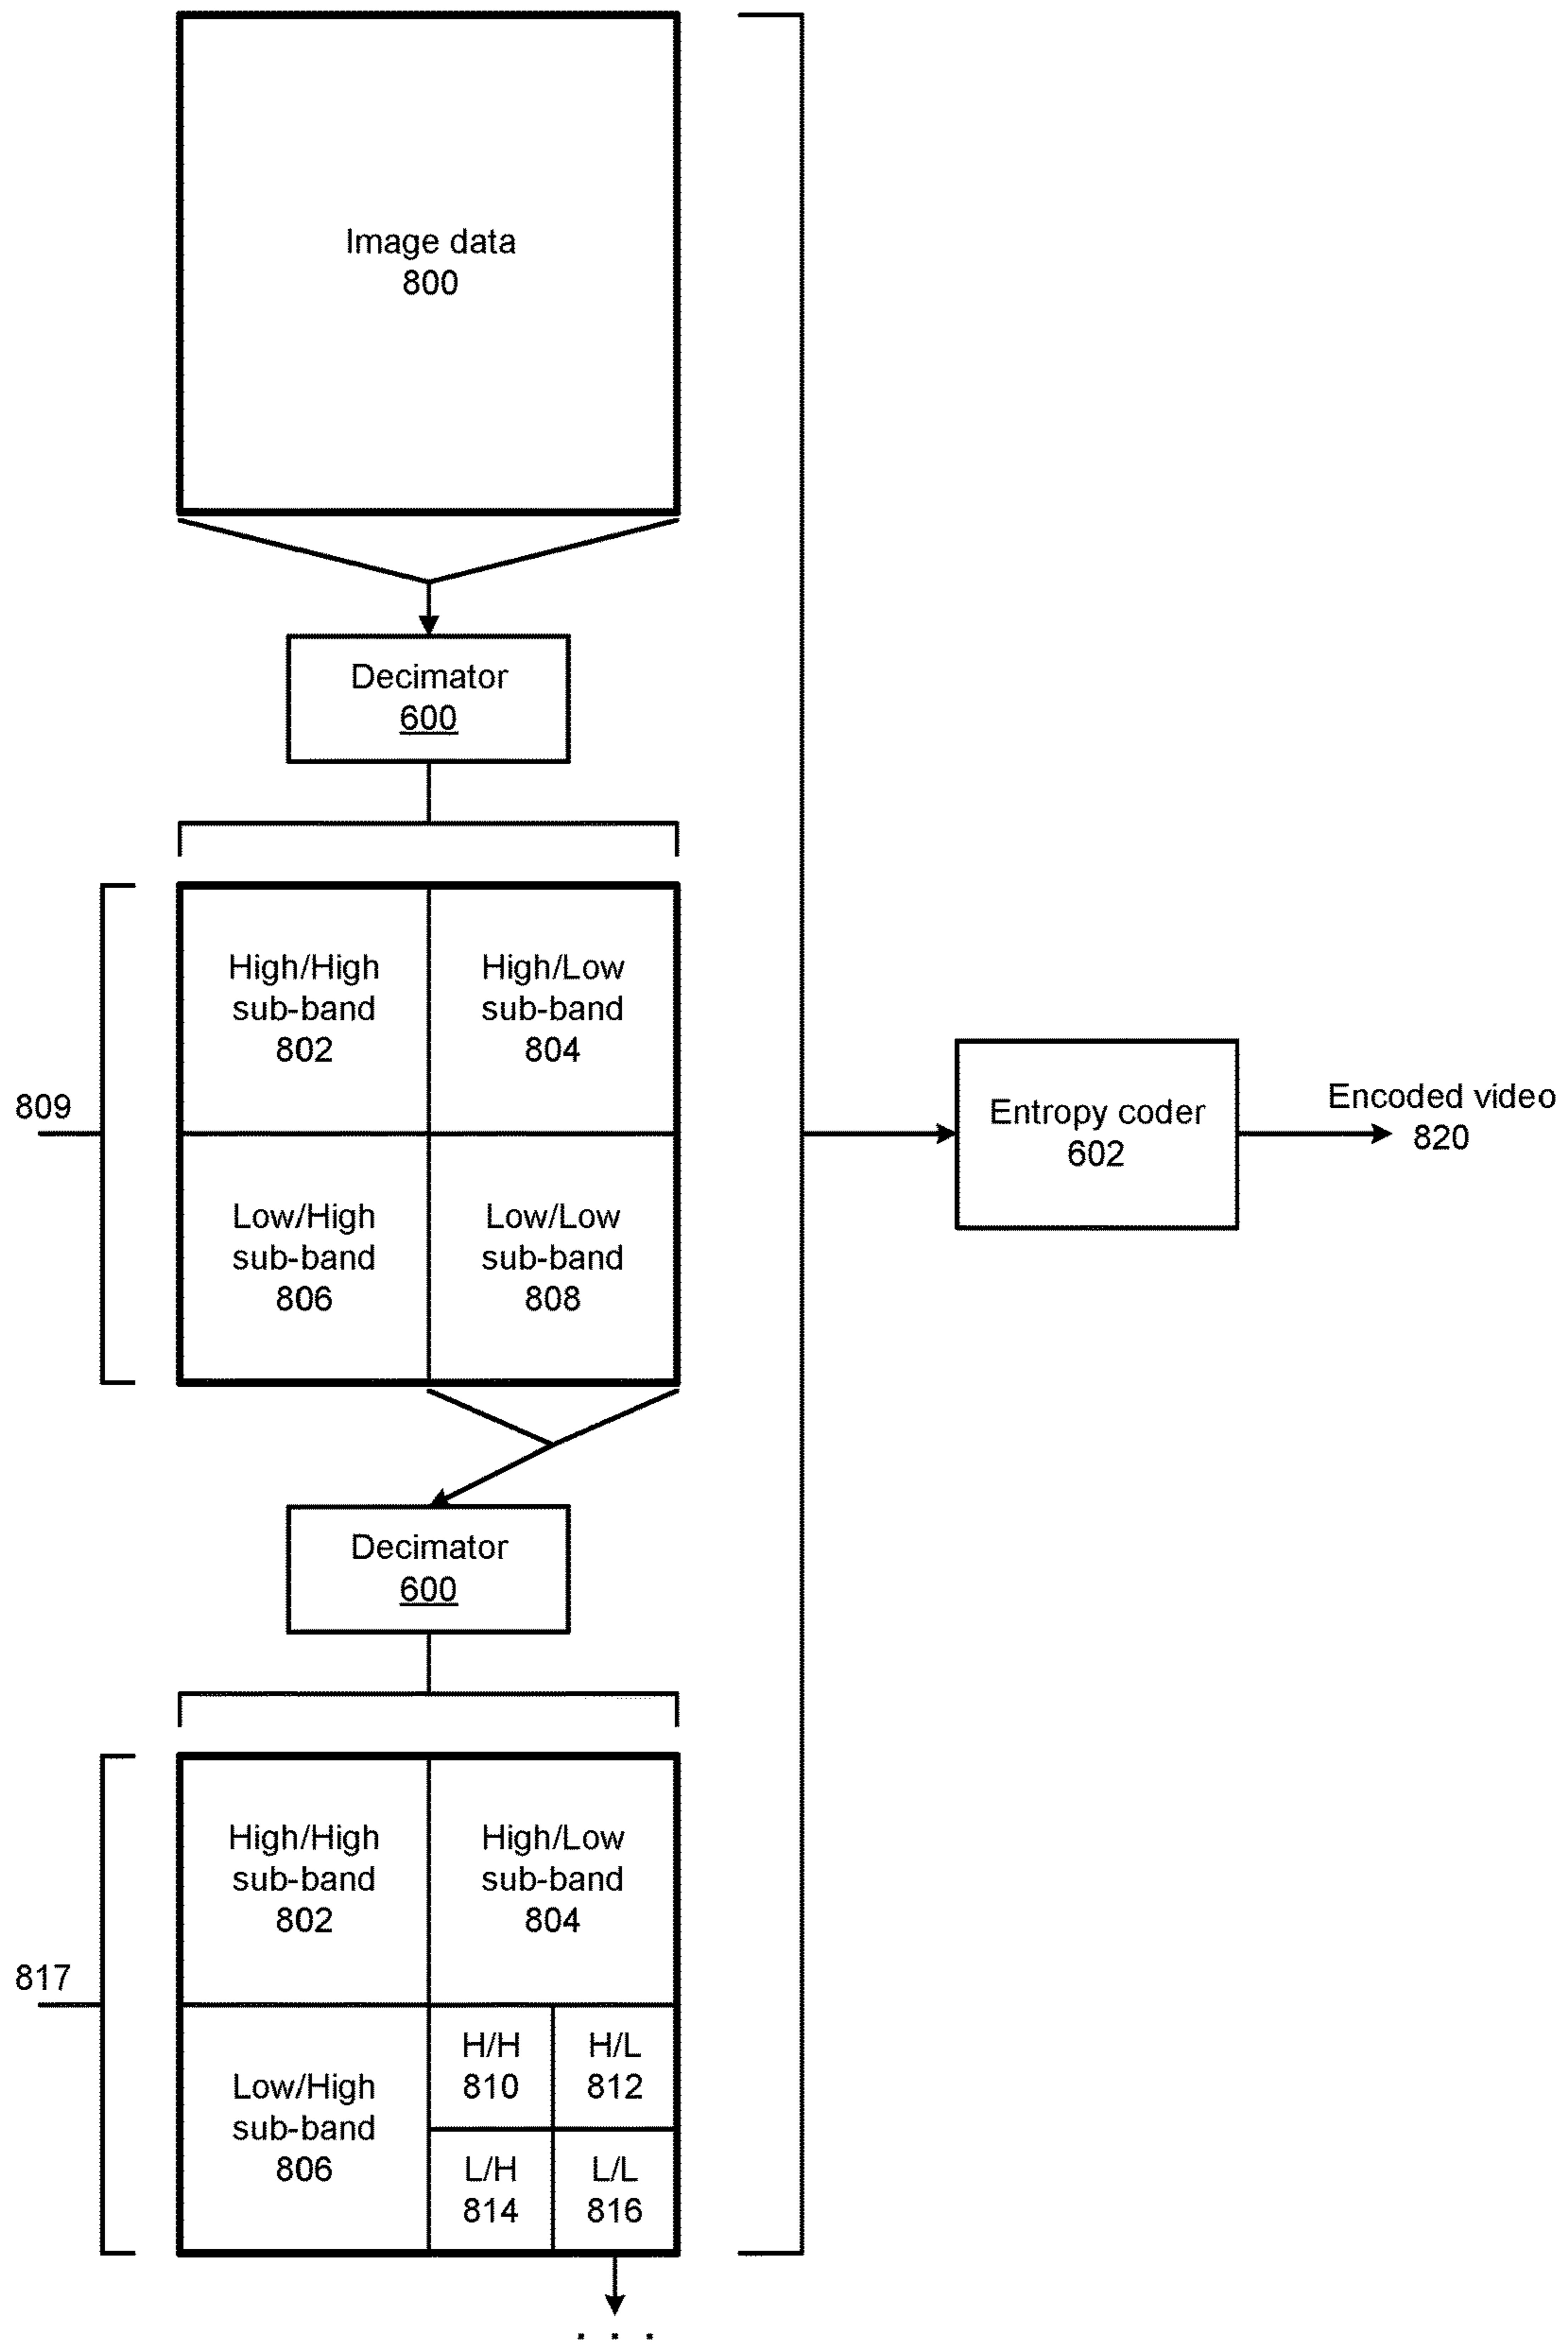 Image data
800
Decimator
600
High/High
sub-band
802
High/Low
sub-band
804
809
Low/High
sub-band
806
Low/Low
sub-band
808
Entropy coder
602
Encoded video
820
Decimator
600
High/High
sub-band
802
High/Low
sub-band
804
817
Low/High
sub-band
806
H/H
810
H/L
812
L/H
814
L/L
816
. . .